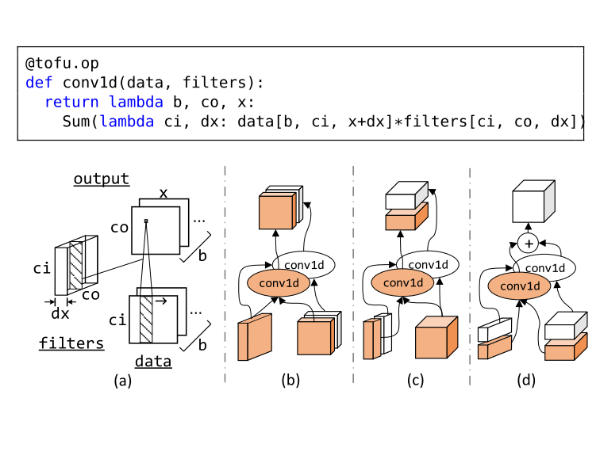 @tofu.op
def conv1d(data, filters):
return lambda b, co, x:
Sum(lambda ci, dx: data[b, ci, x+dx]*filters[ci, co, dx])
output
x
co
...
b
ci
co
dx
ci
...
b
filters
data
(a)
conv1d
conv1d
(b)
conv1d
conv1d
(c)
+
conv1d
conv1d
(d)